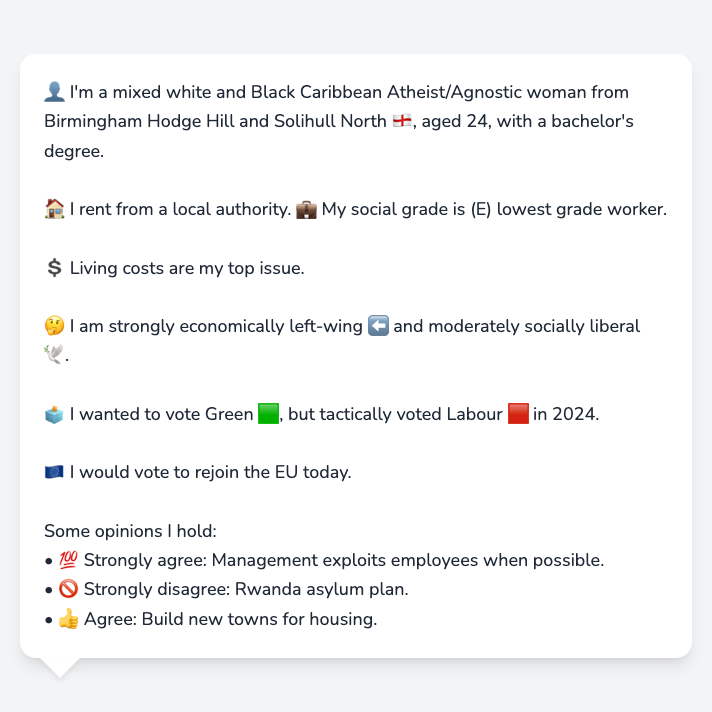 👤 I'm a mixed white and Black Caribbean Atheist/Agnostic woman from
Birmingham Hodge Hill and Solihull North 🏴󠁧󠁢󠁥󠁮󠁧󠁿, aged 24, with a bachelor's
degree.
🏠 I rent from a local authority. 💼 My social grade is (E) lowest grade worker.
💲 Living costs are my top issue.
🤔 I am strongly economically left-wing ⬅️ and moderately socially liberal
🕊️.
🗳️ I wanted to vote Green 🟩, but tactically voted Labour 🟥 in 2024.
🇪🇺 I would vote to rejoin the EU today.
Some opinions I hold:
• 💯 Strongly agree: Management exploits employees when possible.
• 🚫 Strongly disagree: Rwanda asylum plan.
• 👍 Agree: Build new towns for housing.